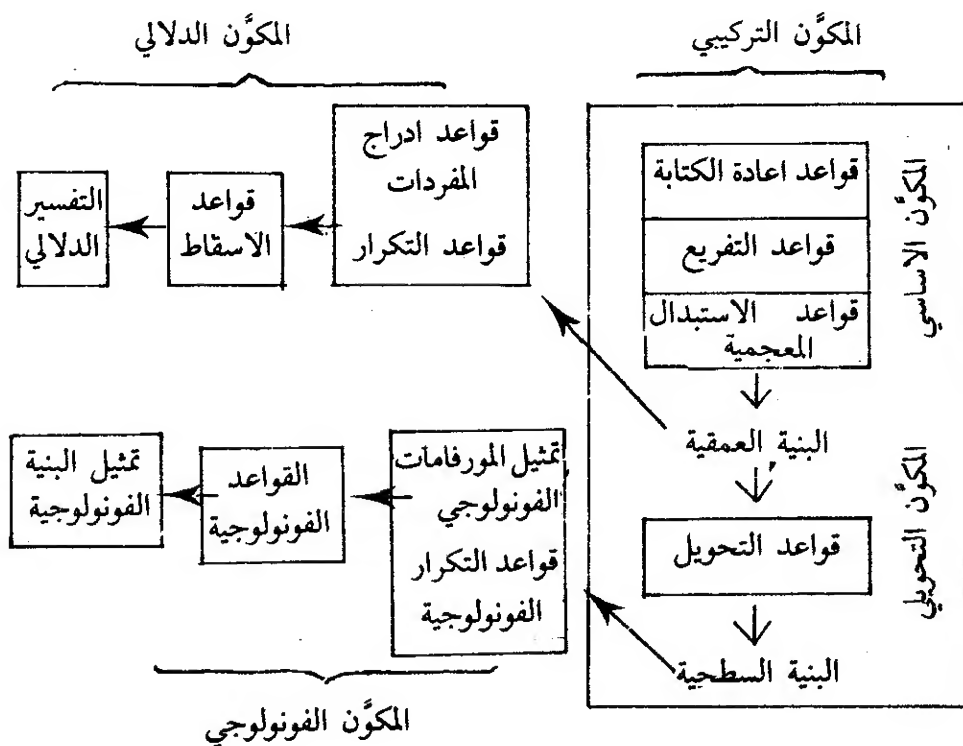 المكوَّن التركيبي
المكوَّن الدلالي
المكوَّن الاساسي
قواعد اعادة الكتابة
قواعد التفريع
قواعد الاستبدال
المعجمية
البنية العمقية
المكوَّن التحويلي
قواعد التحويل
البنية السطحية
قواعد ادراج
المفردات
قواعد التكرار
قواعد
الاسقاط
التفسير
الدلالي
تمثيل المورفامات
الفونولوجي
قواعد التكرار
الفونولوجية
القواعد
الفونولوجية
تمثيل البنية
الفونولوجية
المكوَّن الفونولوجي